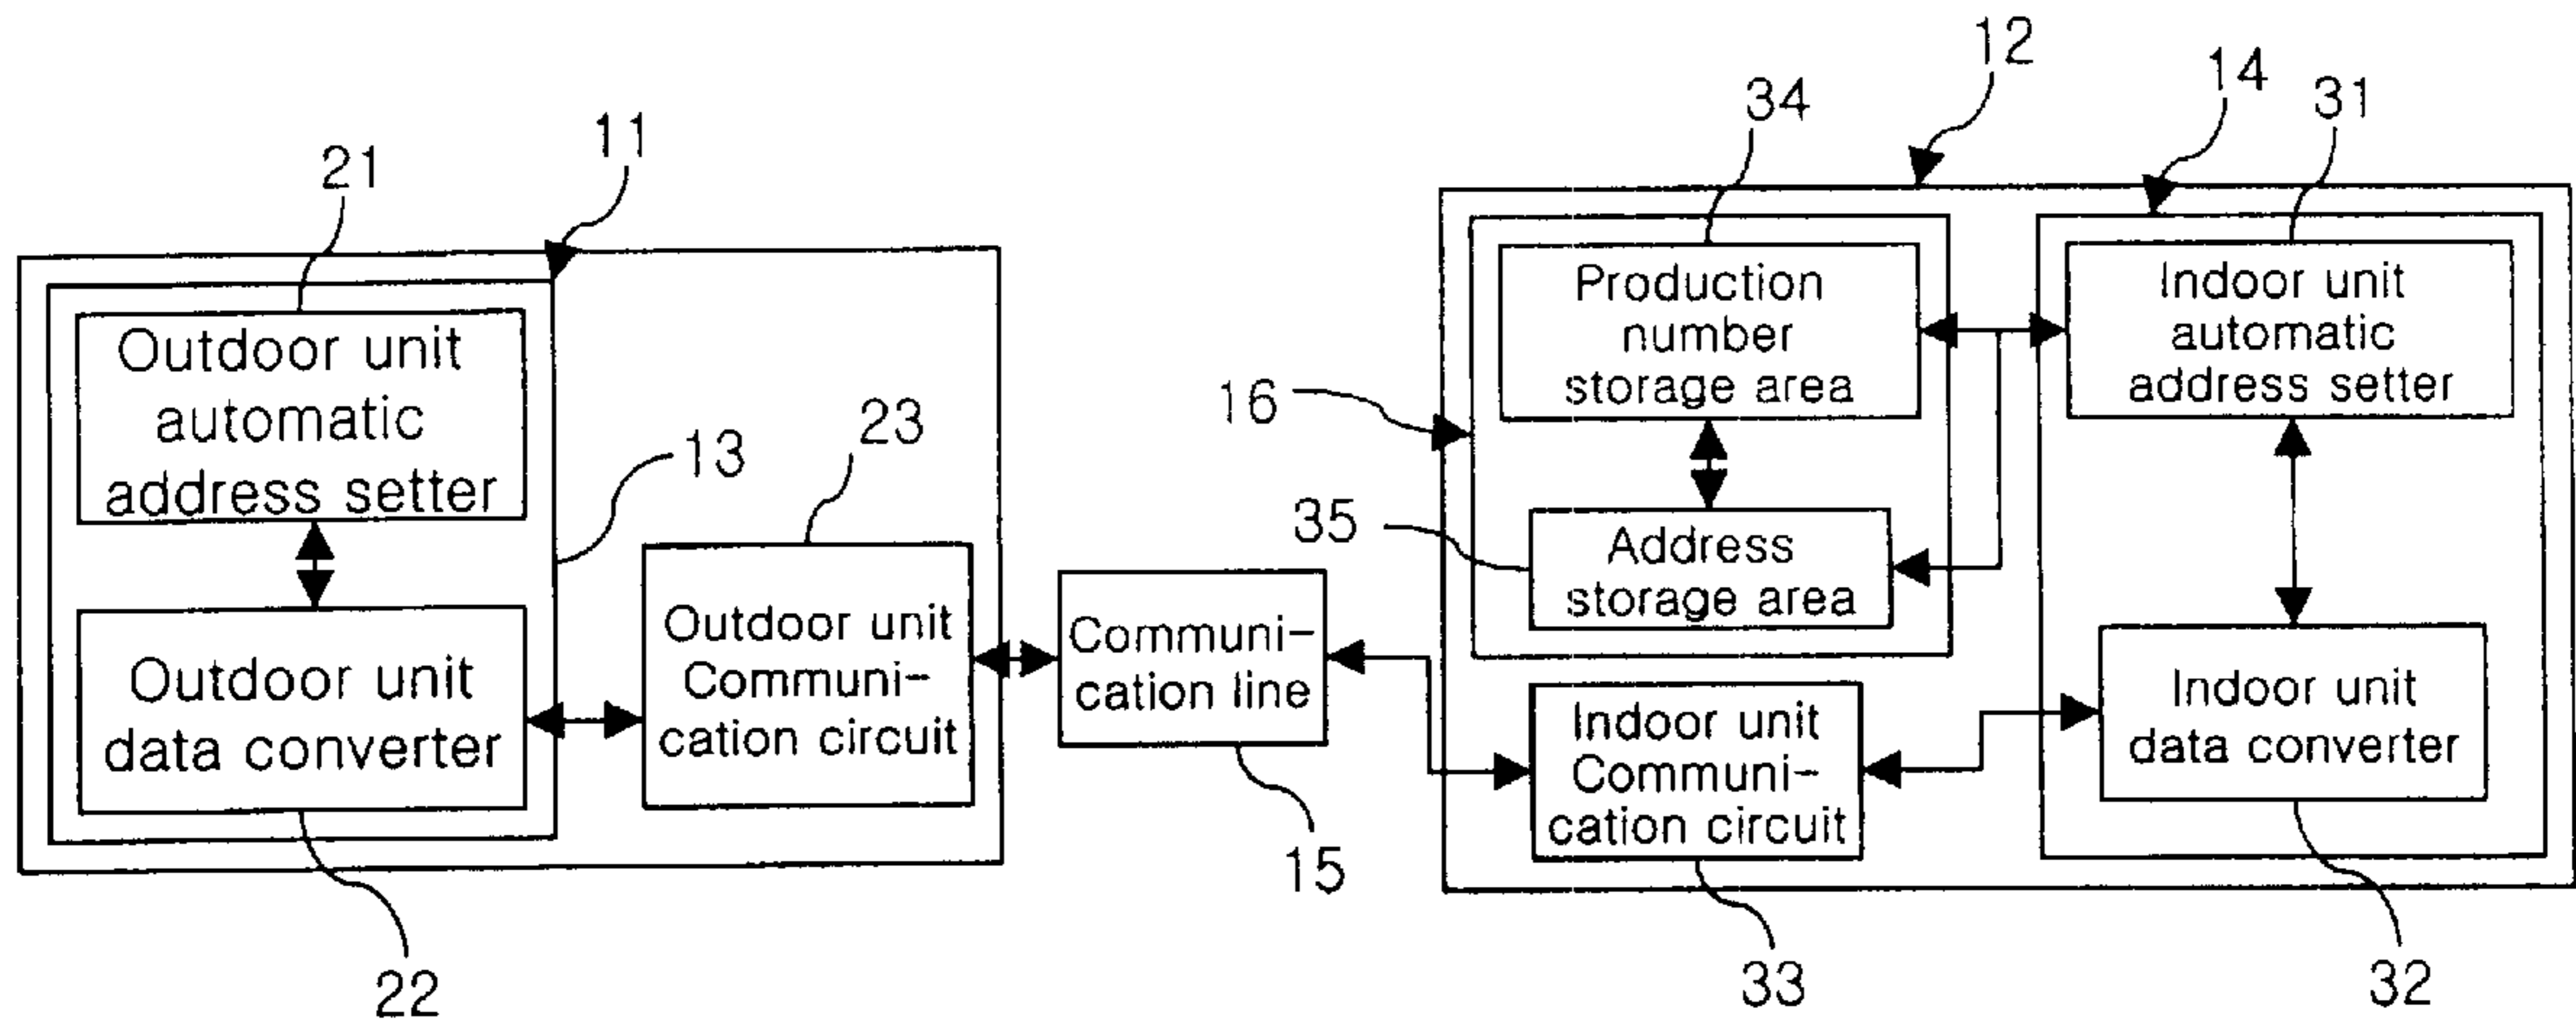 12
14
34
31
11
21
Outdoor unit
automatic
address setter
13
23
Outdoor unit
data converter
22
Outdoor unit
Communi-
cation circuit
Communi-
cation line
15
16
Production
number
storage area
35
Address
storage area
Indoor unit
Communi-
cation circuit
33
Indoor unit
automatic
address setter
Indoor unit
data converter
32